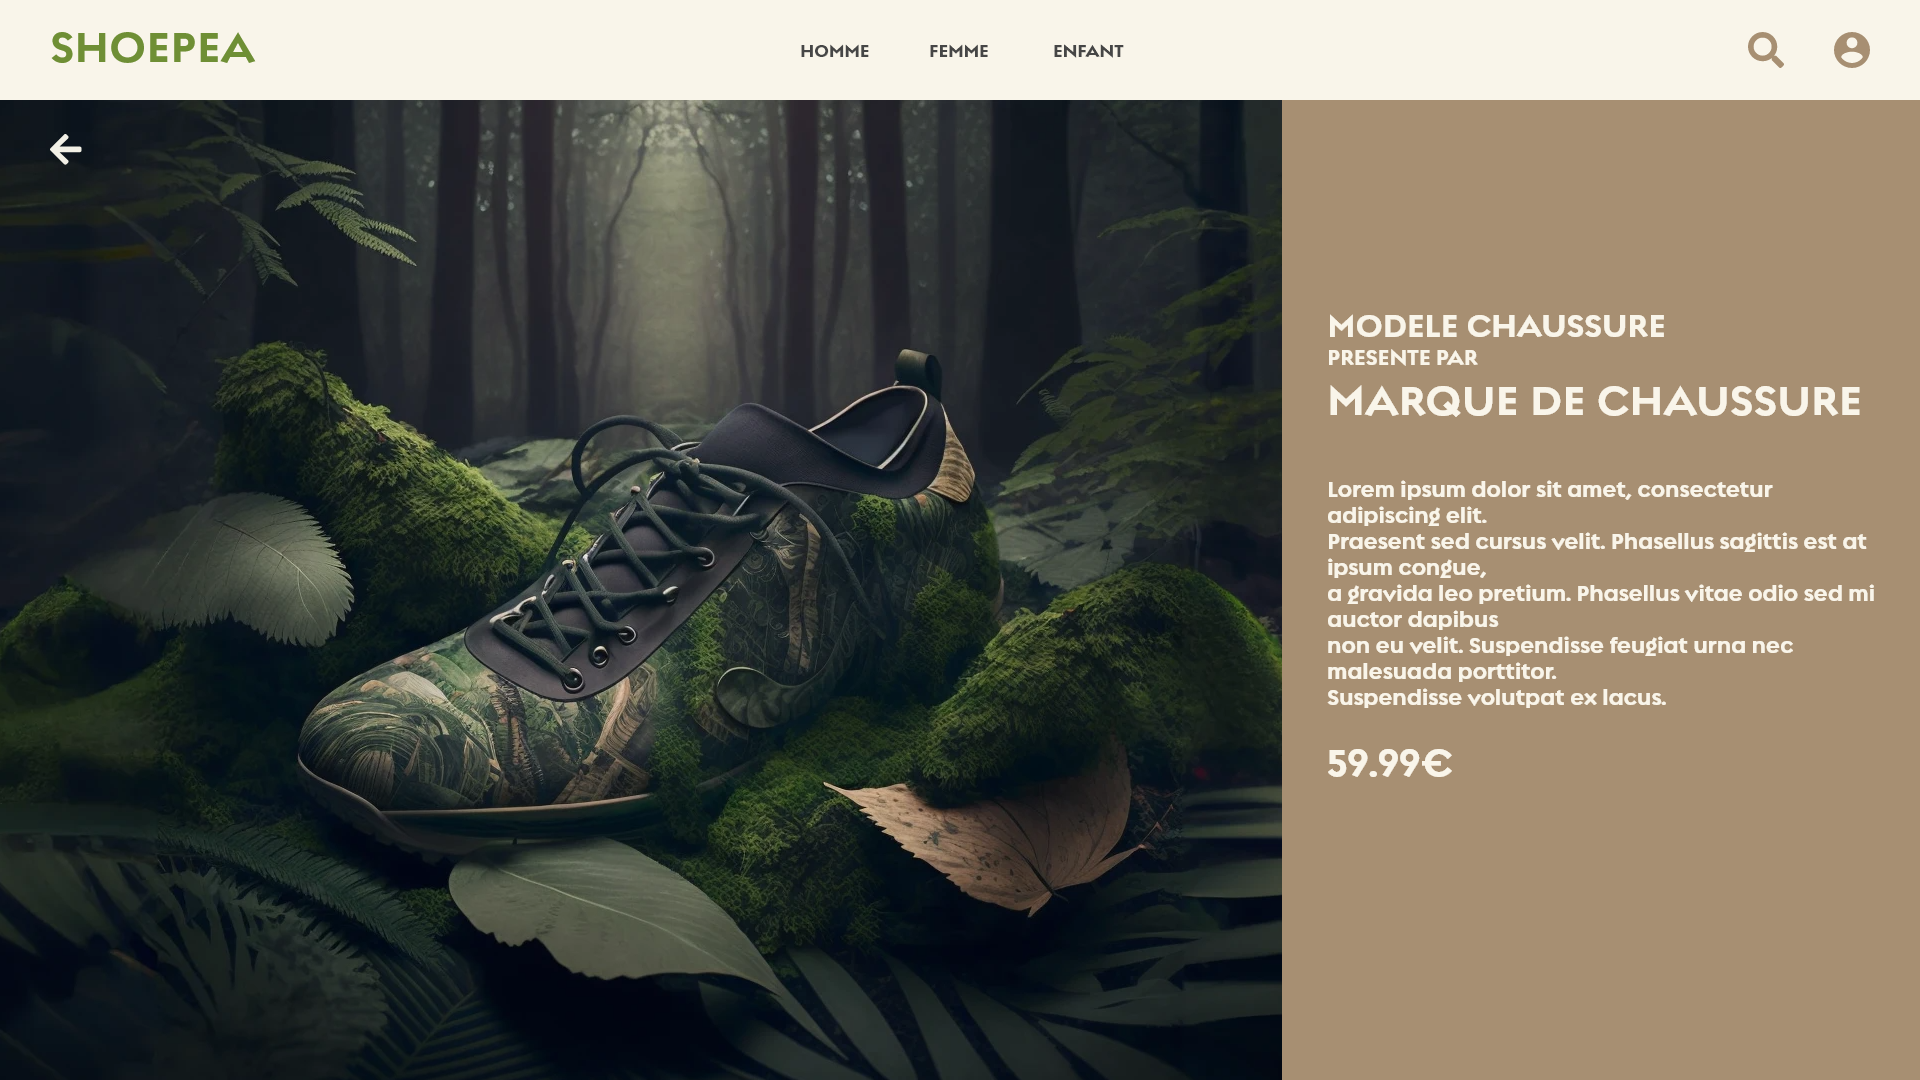 SHOEPEA
HOMME
FEMME
ENFANT
MODELE CHAUSSURE
PRESENTE PAR
MARQUE DE CHAUSSURE
Lorem ipsum dolor sit amet, consectetur
adipiscing elit.
Praesent sed cursus velit. Phasellus sagittis est at
ipsum congue,
a gravida leo pretium. Phasellus vitae odio sed mi
auctor dapibus
non eu velit. Suspendisse feugiat urna nec
malesuada porttitor.
Suspendisse volutpat ex lacus.
59.99€